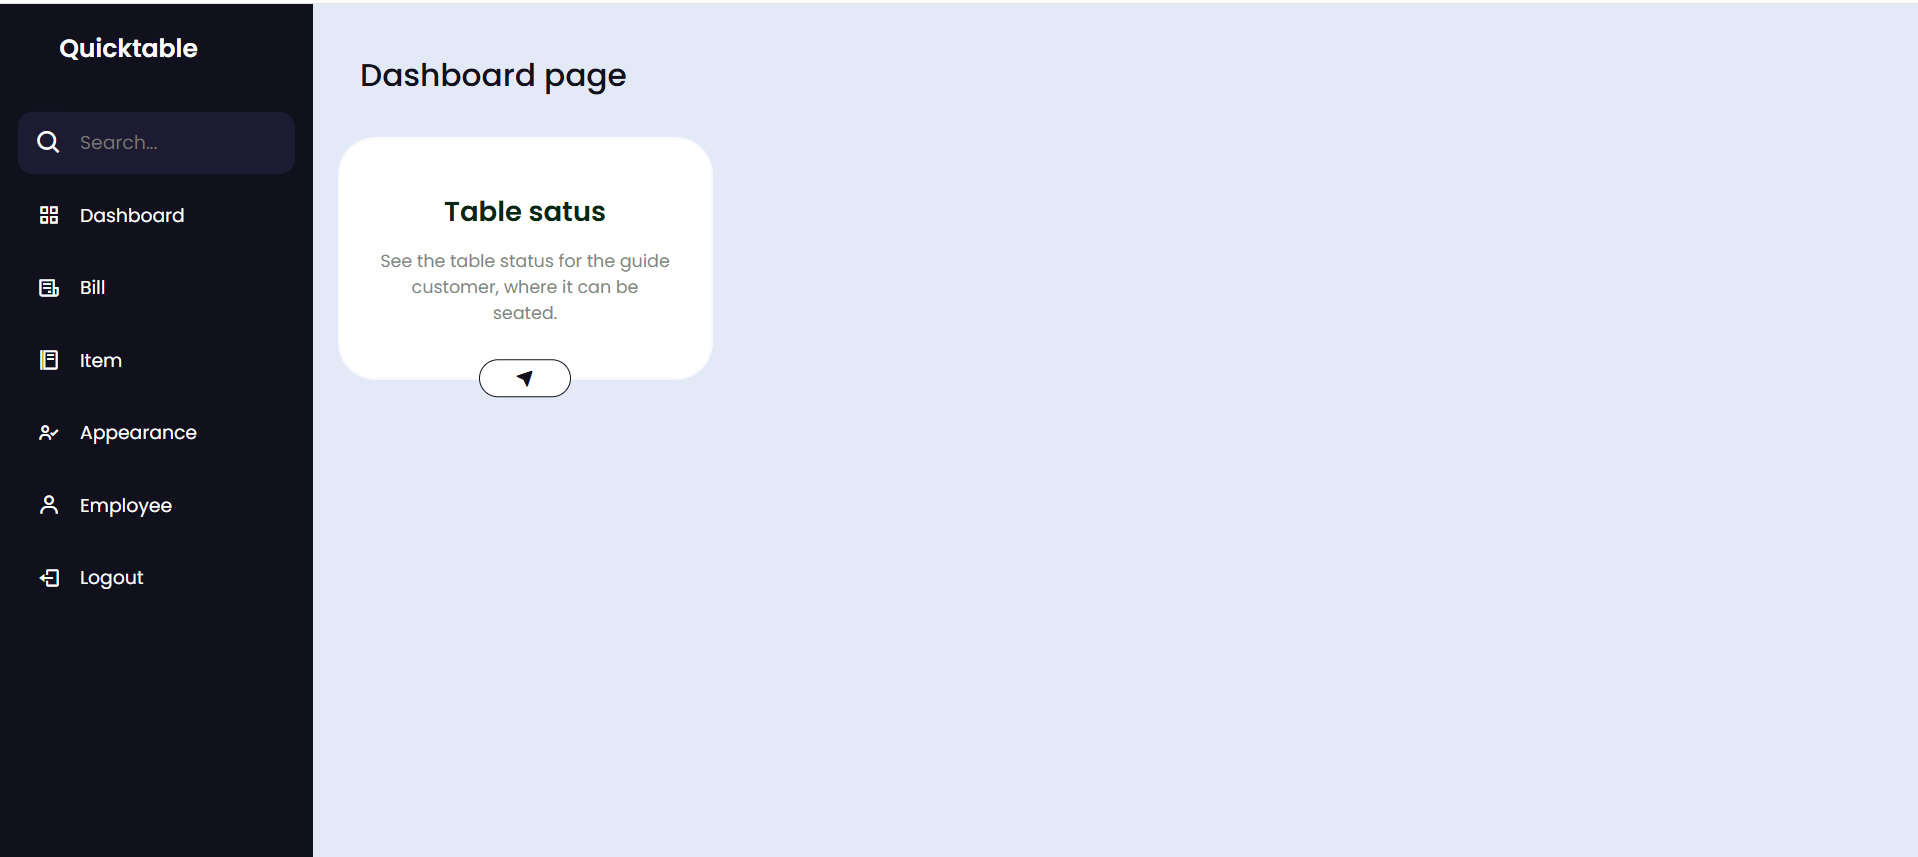 Quicktable
Search...
Dashboard
Bill
Item
Appearance
Employee
Logout
Dashboard page
Table satus
See the table status for the guide
customer, where it can be
seated.